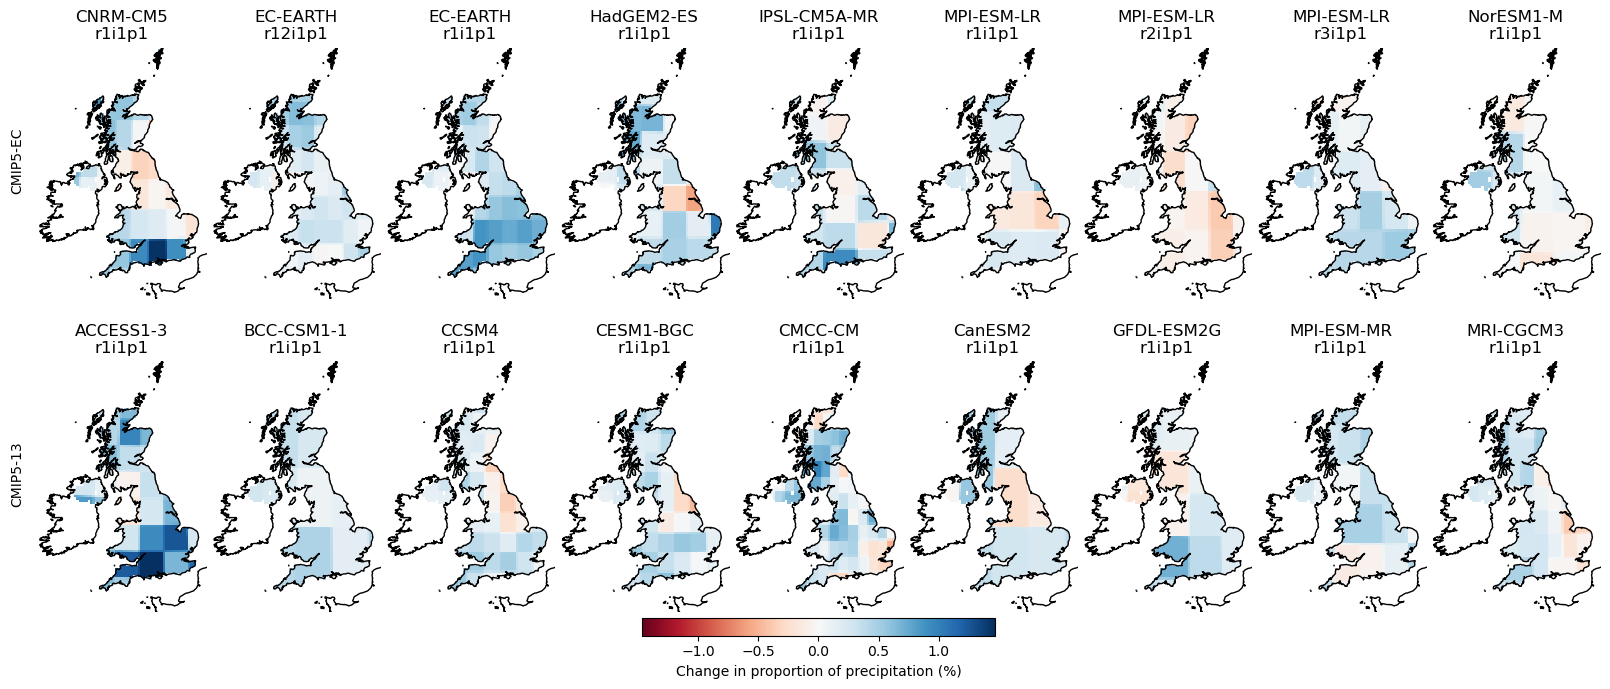 CNRM-CM5 EC-EARTH EC-EARTH HadGEM2-ES IPSL-CM5A-MR MPI-ESM-LR MPI-ESM-LR MPI-ESM-LR NorESM1-M
r1i1p1 r12i1p1 r1i1p1 r1i1p1 r1i1p1 r1i1p1 r2i1p1 r3i1p1 r1i1p1
CMIP5-EC
ACCESS1-3 BCC-CSM1-1 CCSM4 CESM1-BGC CMCC-CM CanESM2 GFDL-ESM2G MPI-ESM-MR MRI-CGCM3
r1i1p1 r1i1p1 r1i1p1 r1i1p1 r1i1p1 r1i1p1 r1i1p1 r1i1p1 r1i1p1
CMIP5-13
−1.0 −0.5 0.0 0.5 1.0
Change in proportion of precipitation (%)